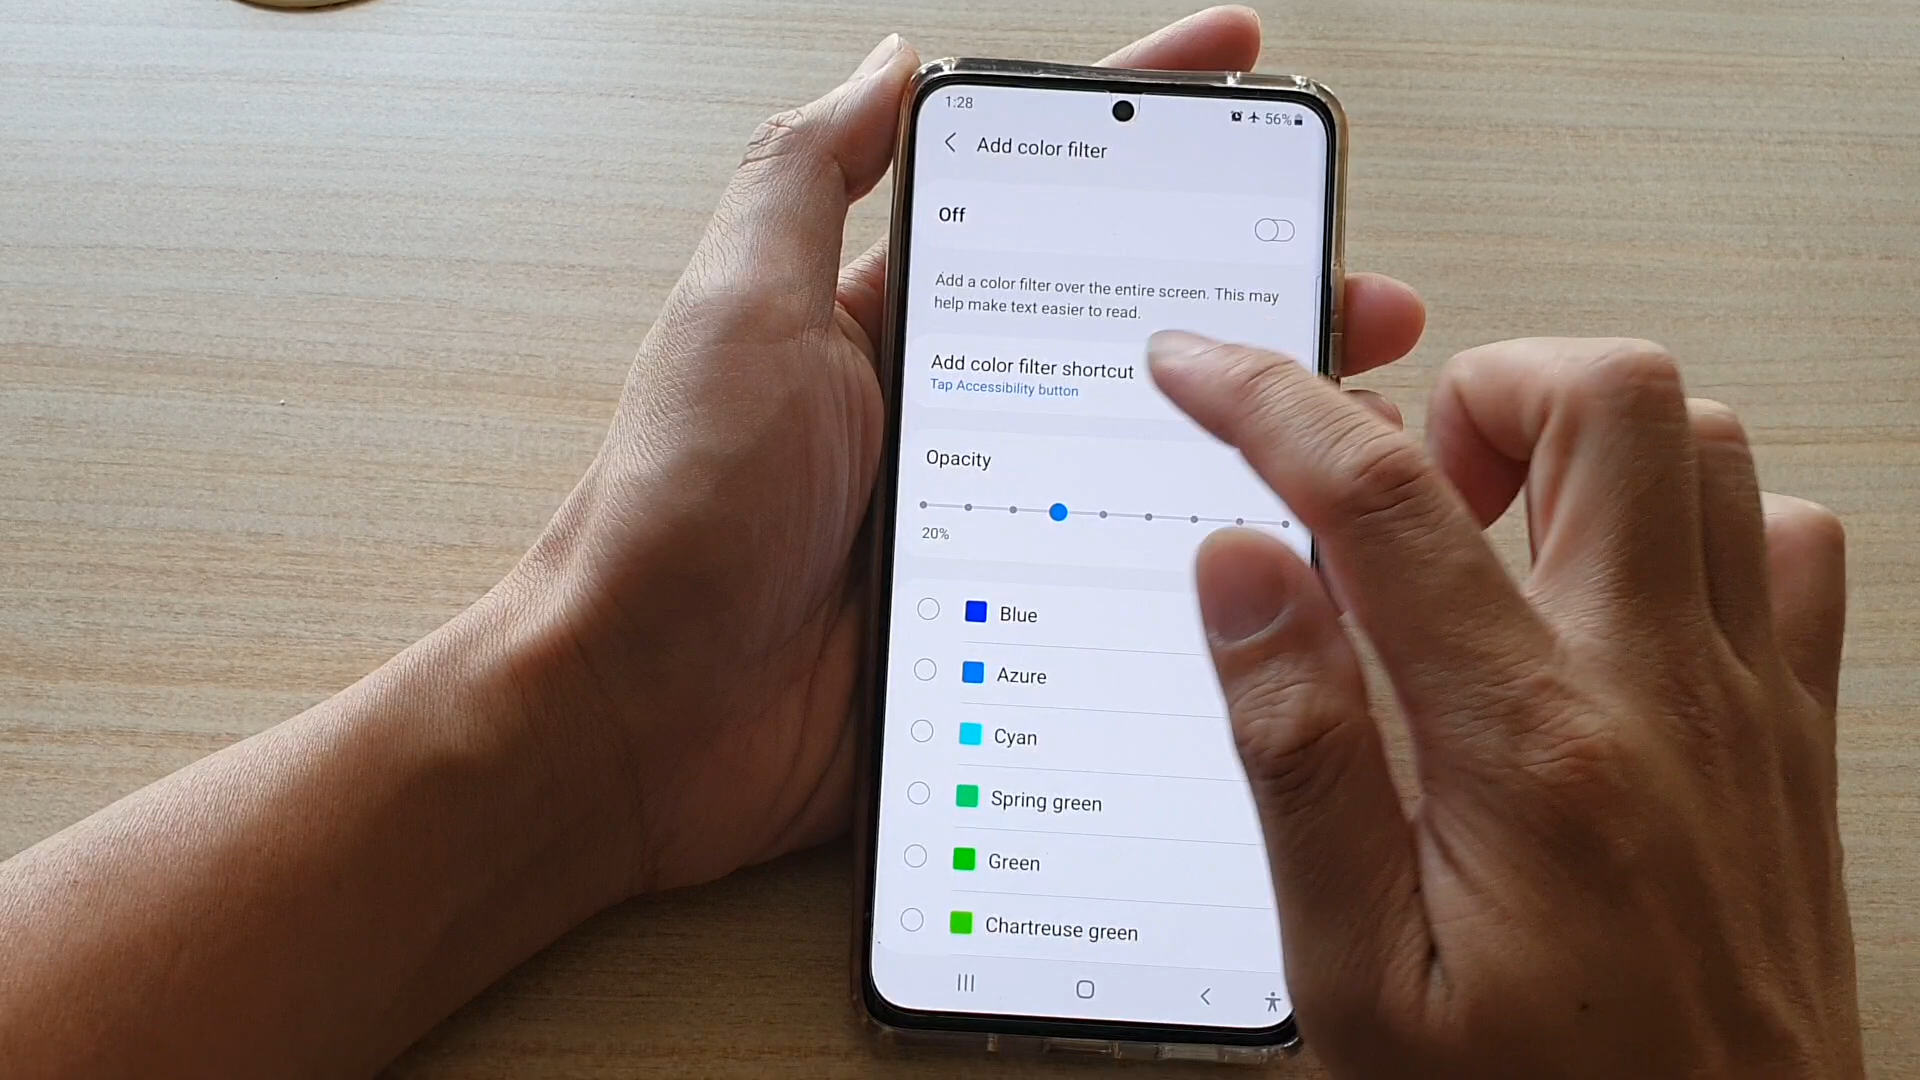 1:28
56%
Add color filter
Off
Add a color filter over the entire screen. This may
help make text easier to read.
Add color filter shortcut
Tap Accessibility button
Opacity
20%
Blue
Azure
Cyan
Spring green
Green
Chartreuse green